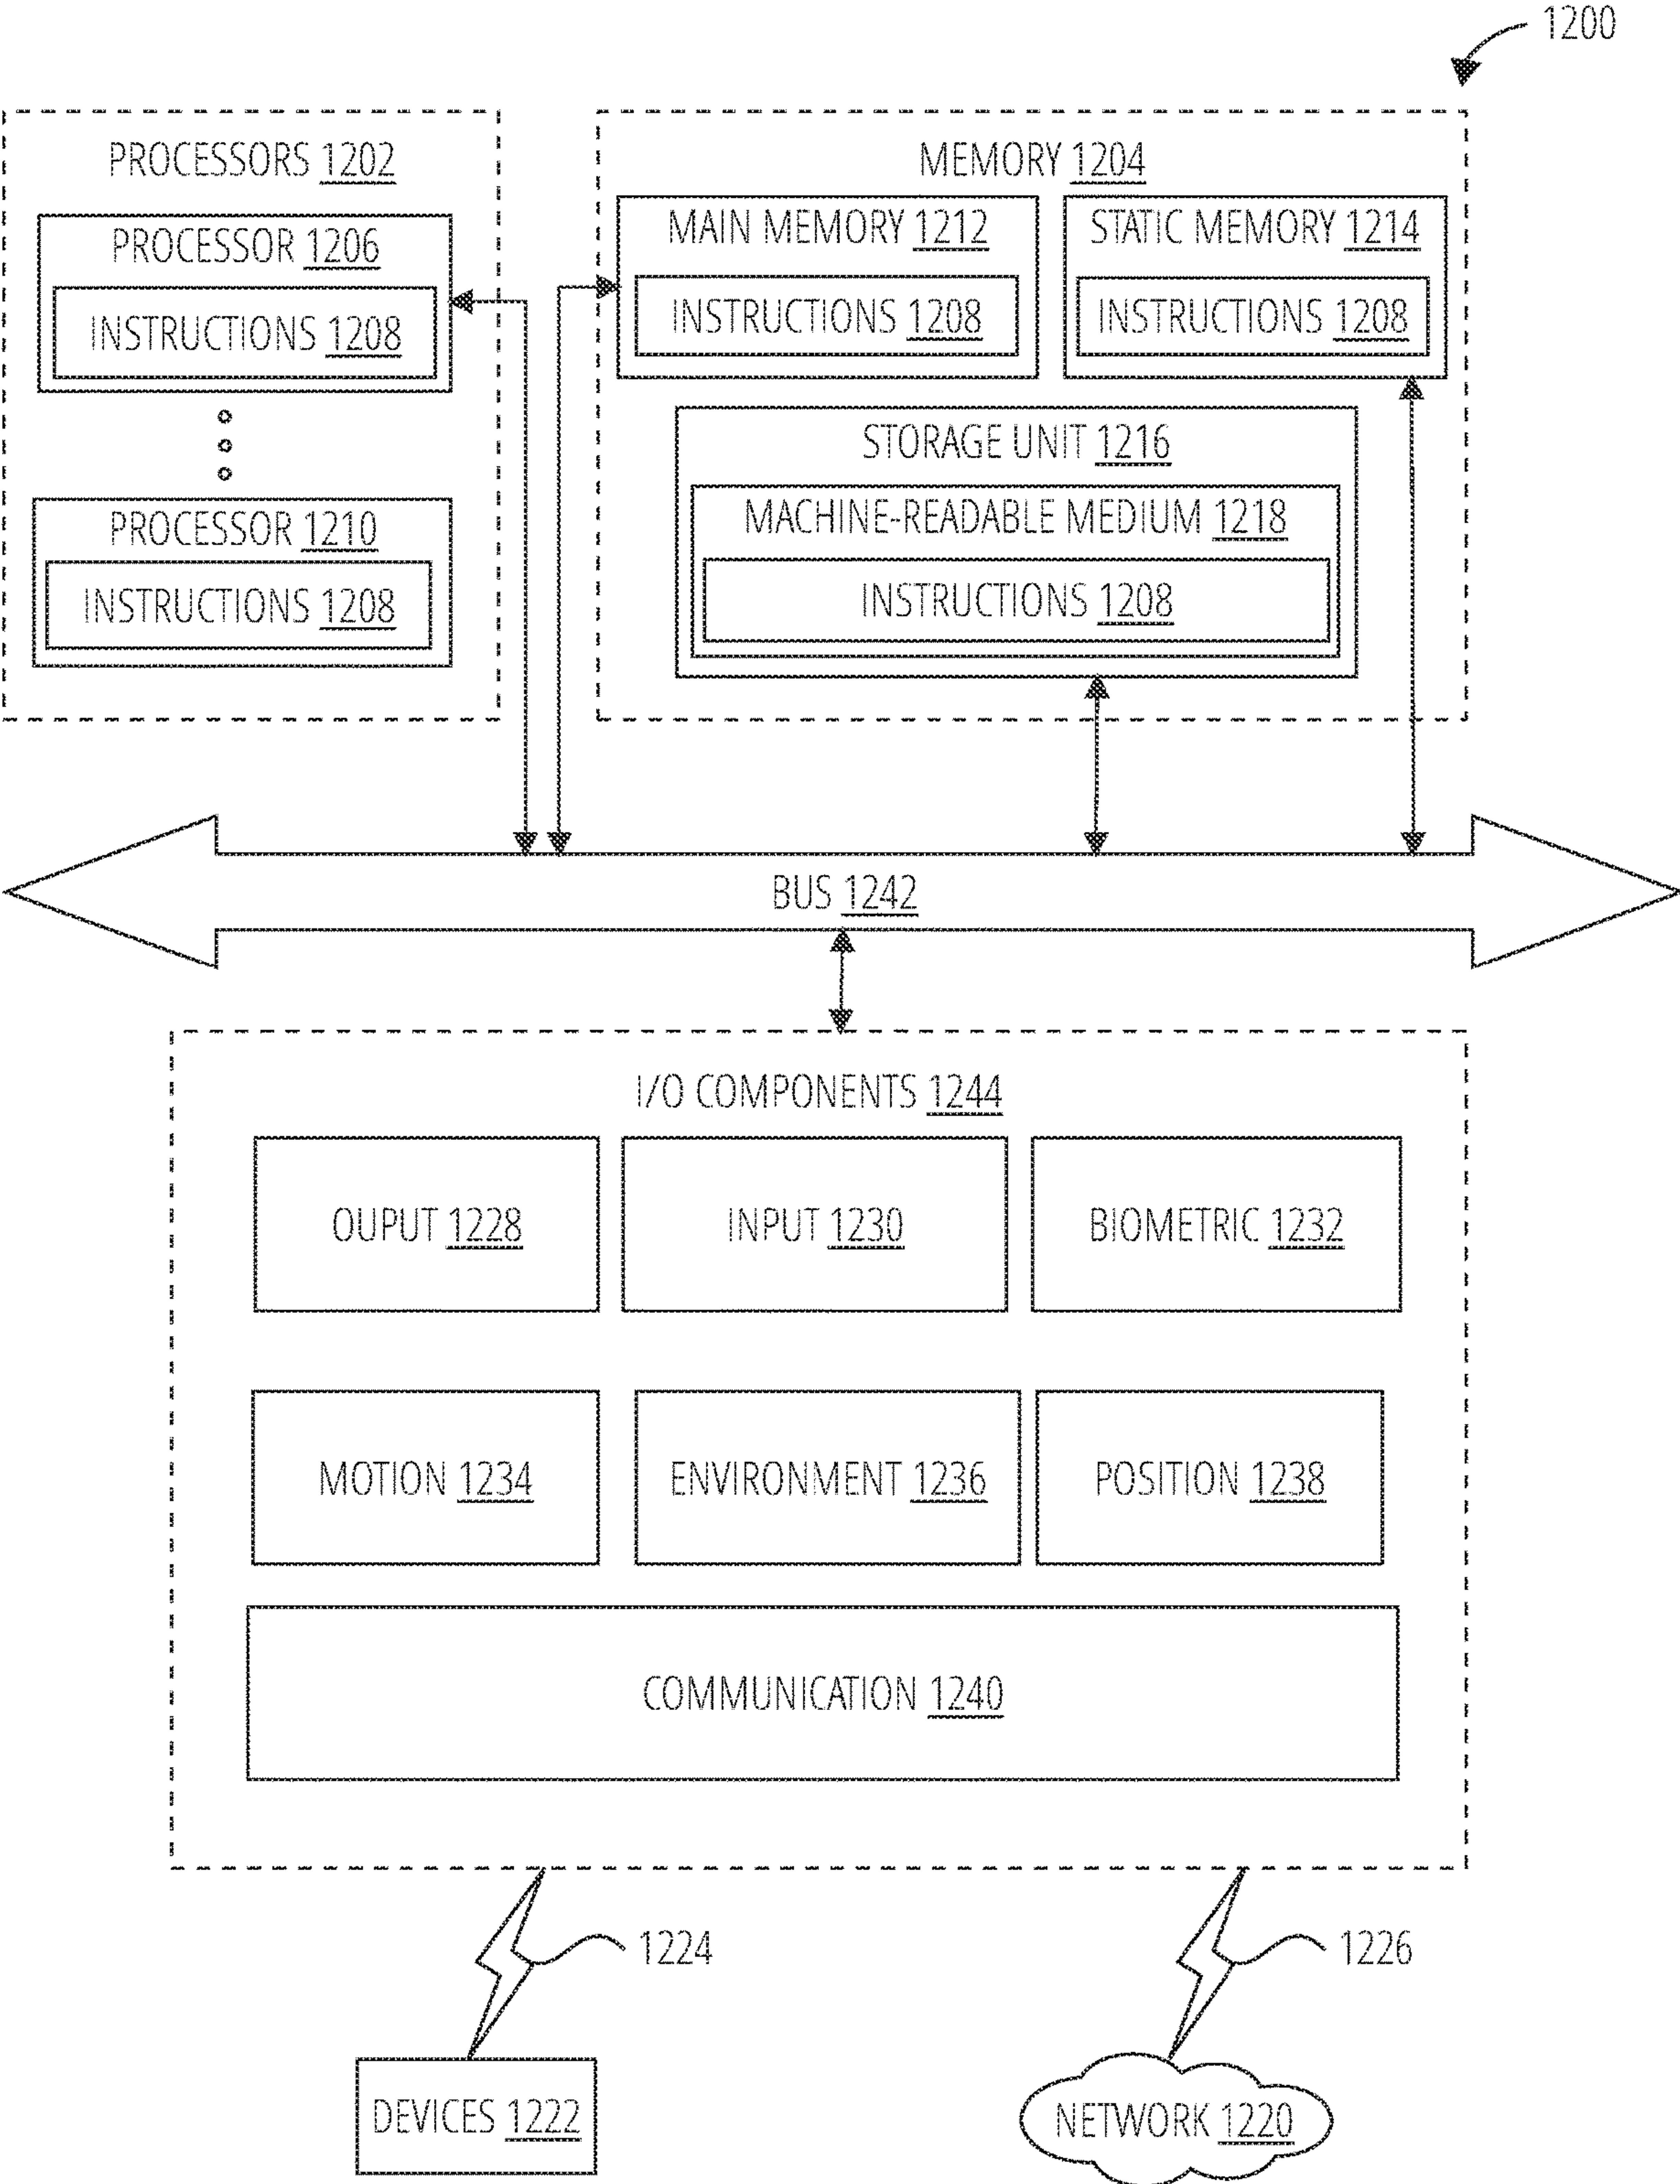 1200
PROCESSORS 1202
PROCESSOR 1206
INSTRUCTIONS 1208
PROCESSOR 1210
INSTRUCTIONS 1208
MEMORY 1204
MAIN MEMORY 1212
INSTRUCTIONS 1208
STATIC MEMORY 1214
INSTRUCTIONS 1208
STORAGE UNIT 1216
MACHINE-READABLE MEDIUM 1218
INSTRUCTIONS 1208
BUS 1242
I/O COMPONENTS 1244
OUPUT 1228
INPUT 1230
BIOMETRIC 1232
MOTION 1234
ENVIRONMENT 1236
POSITION 1238
COMMUNICATION 1240
1224
1226
DEVICES 1222
NETWORK 1220